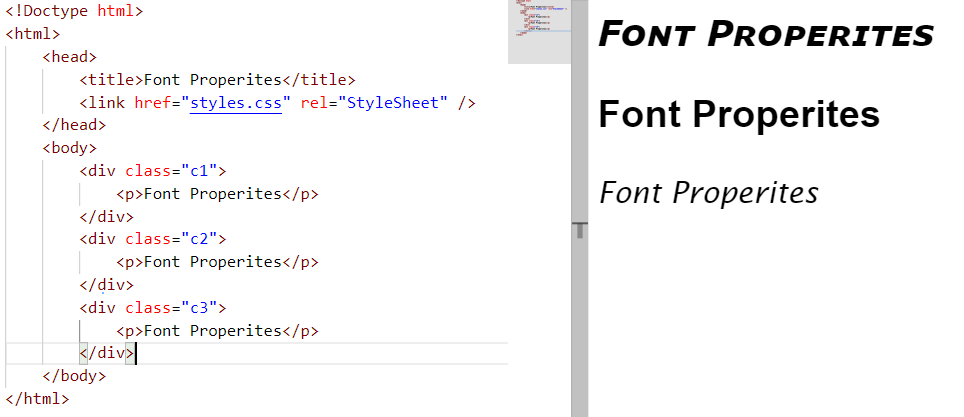 <!Doctype html>
<html>
<head>
<title>Font Properites</title>
<link href="styles.css" rel="StyleSheet" />
</head>
<body>
<div class="c1">
<p>Font Properites</p>
</div>
<div class="c2">
<p>Font Properites</p>
</div>
<div class="c3">
<p>Font Properites</p>
</div>
</body>
</html>
Font Properites
Font Properites
Font Properites